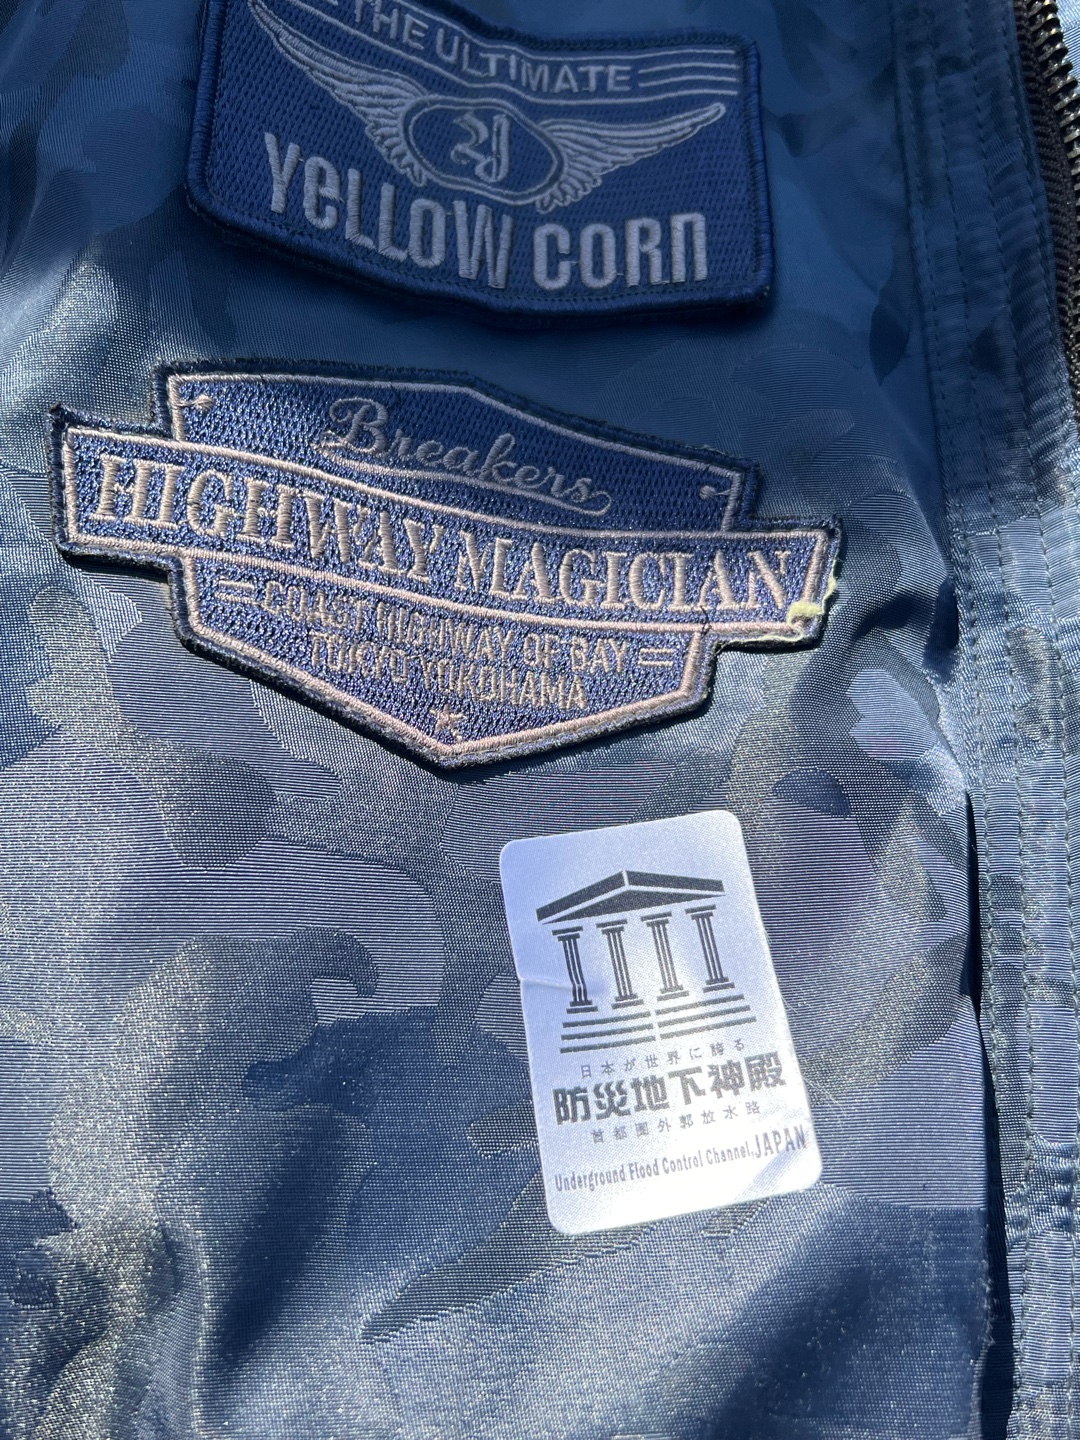 THE ULTIMATE
Y
YeLLOW CORn
Breakers
HIGHWAY MAGICIAN
COAST HIGHWAY OF BAY
TOKYO YOKOHAMA
日本が世界に誇る
防災地下神殿
首都圏外郭放水路
Underground Flood Control Channel,JAPAN